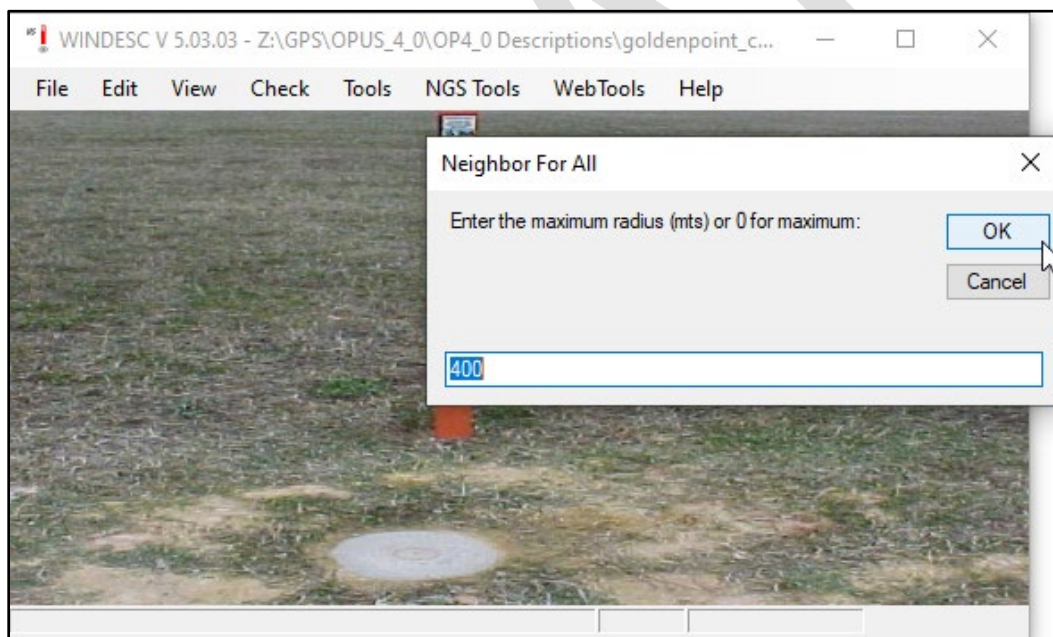 WINDESC V 5.03.03 - Z:\GPS\OPUS_4_0\OP4_0 Descriptions\goldenpoint_c...
File Edit View Check Tools NGS Tools WebTools Help
Neighbor For All
Enter the maximum radius (mts) or 0 for maximum:
OK
Cancel
400